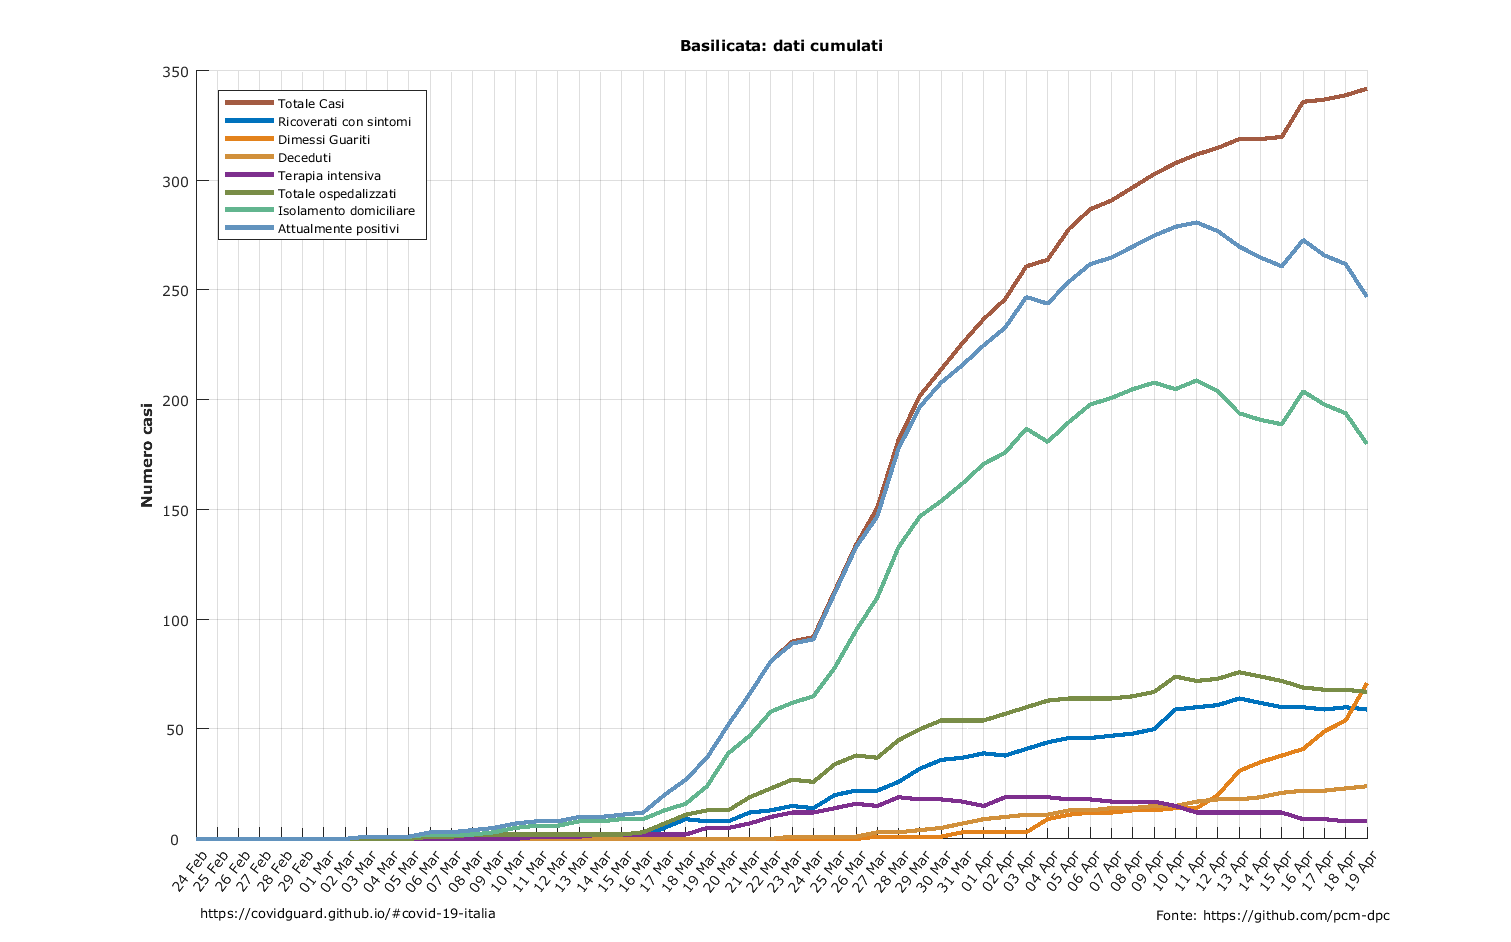 Basilicata: dati cumulati
350
300
250
200
150
100
50
0
Numero casi
Totale Casi
Ricoverati con sintomi
Dimessi Guariti
Deceduti
Terapia intensiva
Totale ospedalizzati
Isolamento domiciliare
Attualmente positivi
24 Feb
25 Feb
26 Feb
27 Feb
28 Feb
29 Feb
01 Mar
02 Mar
03 Mar
04 Mar
05 Mar
06 Mar
07 Mar
08 Mar
09 Mar
10 Mar
11 Mar
12 Mar
13 Mar
14 Mar
15 Mar
16 Mar
17 Mar
18 Mar
19 Mar
20 Mar
21 Mar
22 Mar
23 Mar
24 Mar
25 Mar
26 Mar
27 Mar
28 Mar
29 Mar
30 Mar
31 Mar
01 Apr
02 Apr
03 Apr
04 Apr
05 Apr
06 Apr
07 Apr
08 Apr
09 Apr
10 Apr
11 Apr
12 Apr
13 Apr
14 Apr
15 Apr
16 Apr
17 Apr
18 Apr
19 Apr
https://covidguard.github.io/#covid-19-italia
Fonte: https://github.com/pcm-dpc